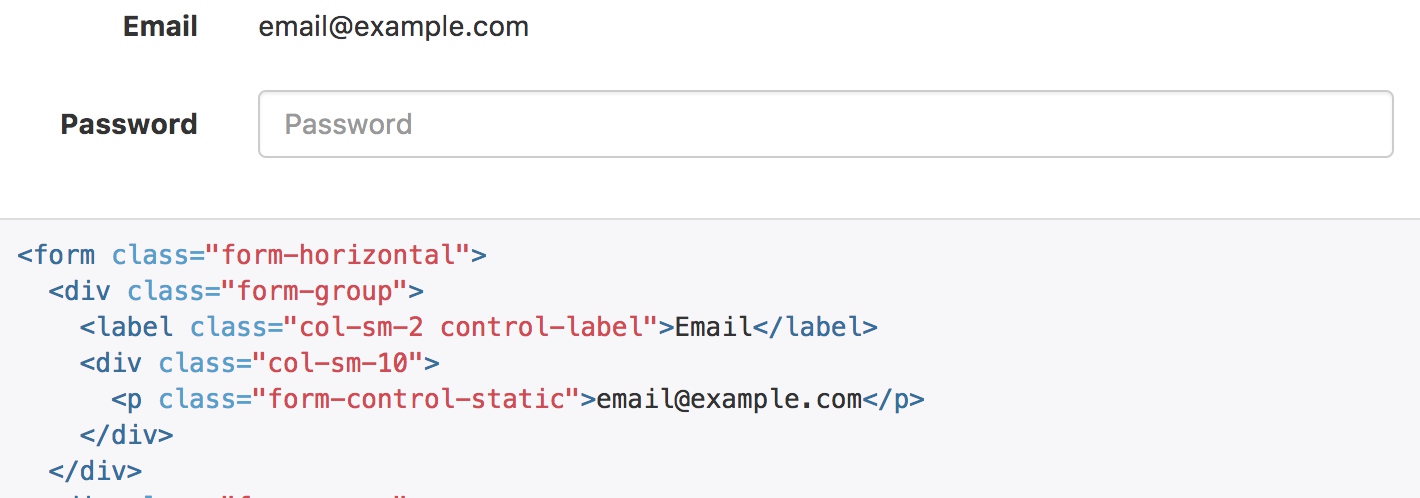 Email email@example.com
Password Password
<form class="form-horizontal">
  <div class="form-group">
    <label class="col-sm-2 control-label">Email</label>
    <div class="col-sm-10">
      <p class="form-control-static">email@example.com</p>
    </div>
  </div>